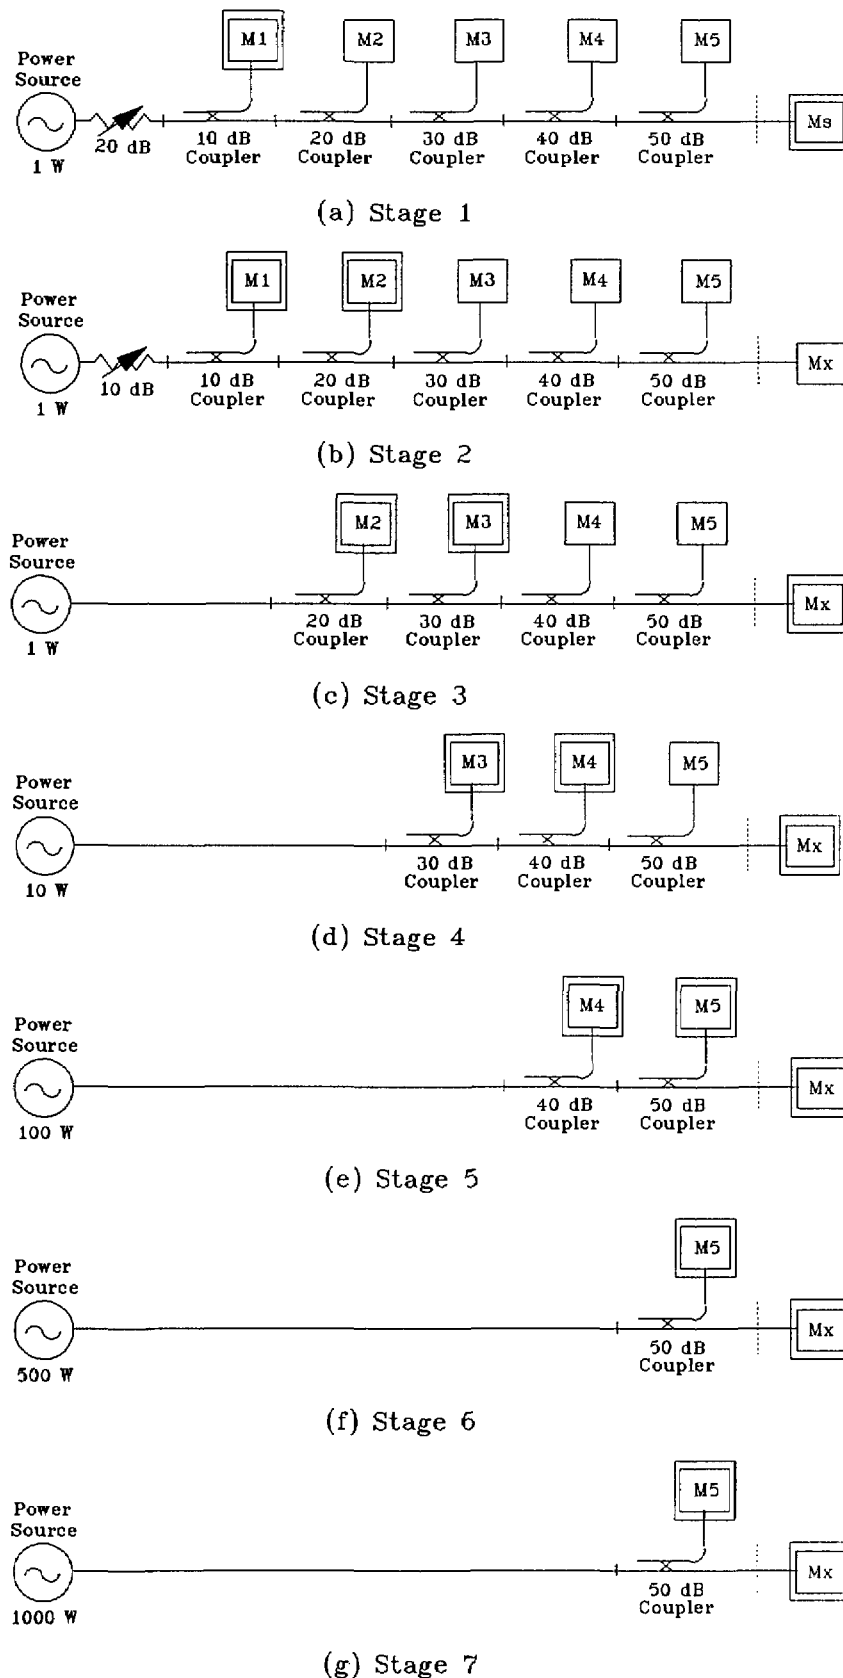 M1 M2 M3 M4 M5
Power
Source
Ms
20 dB
10 dB 20 dB 30 dB 40 dB 50 dB
Coupler Coupler Coupler Coupler Coupler
1 W
(a) Stage 1
M1 M2 M3 M4 M5
Power
Source
Mx
10 dB
10 dB 20 dB 30 dB 40 dB 50 dB
Coupler Coupler Coupler Coupler Coupler
1 W
(b) Stage 2
M2 M3 M4 M5
Power
Source
Mx
20 dB 30 dB 40 dB 50 dB
Coupler Coupler Coupler Coupler
1 W
(c) Stage 3
M3 M4 M5
Power
Source
Mx
30 dB 40 dB 50 dB
Coupler Coupler Coupler
10 W
(d) Stage 4
M4 M5
Power
Source
Mx
40 dB 50 dB
Coupler Coupler
100 W
(e) Stage 5
M5
Power
Source
Mx
50 dB
Coupler
500 W
(f) Stage 6
M5
Power
Source
Mx
50 dB
Coupler
1000 W
(g) Stage 7